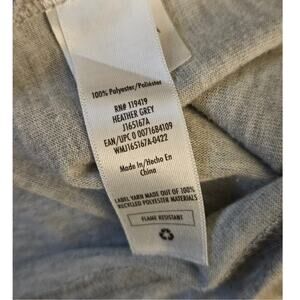 100% Polyester/Poliéster
RN# 119419
HEATHER GREY
J165167A
EAN/UPC 0 0071684109
WMJ165167A-0422
Made In/Hecho En
China
LABEL YARN MADE OUT OF 100%
RECYCLED POLYESTER MATERIALS
FLAME RESISTANT